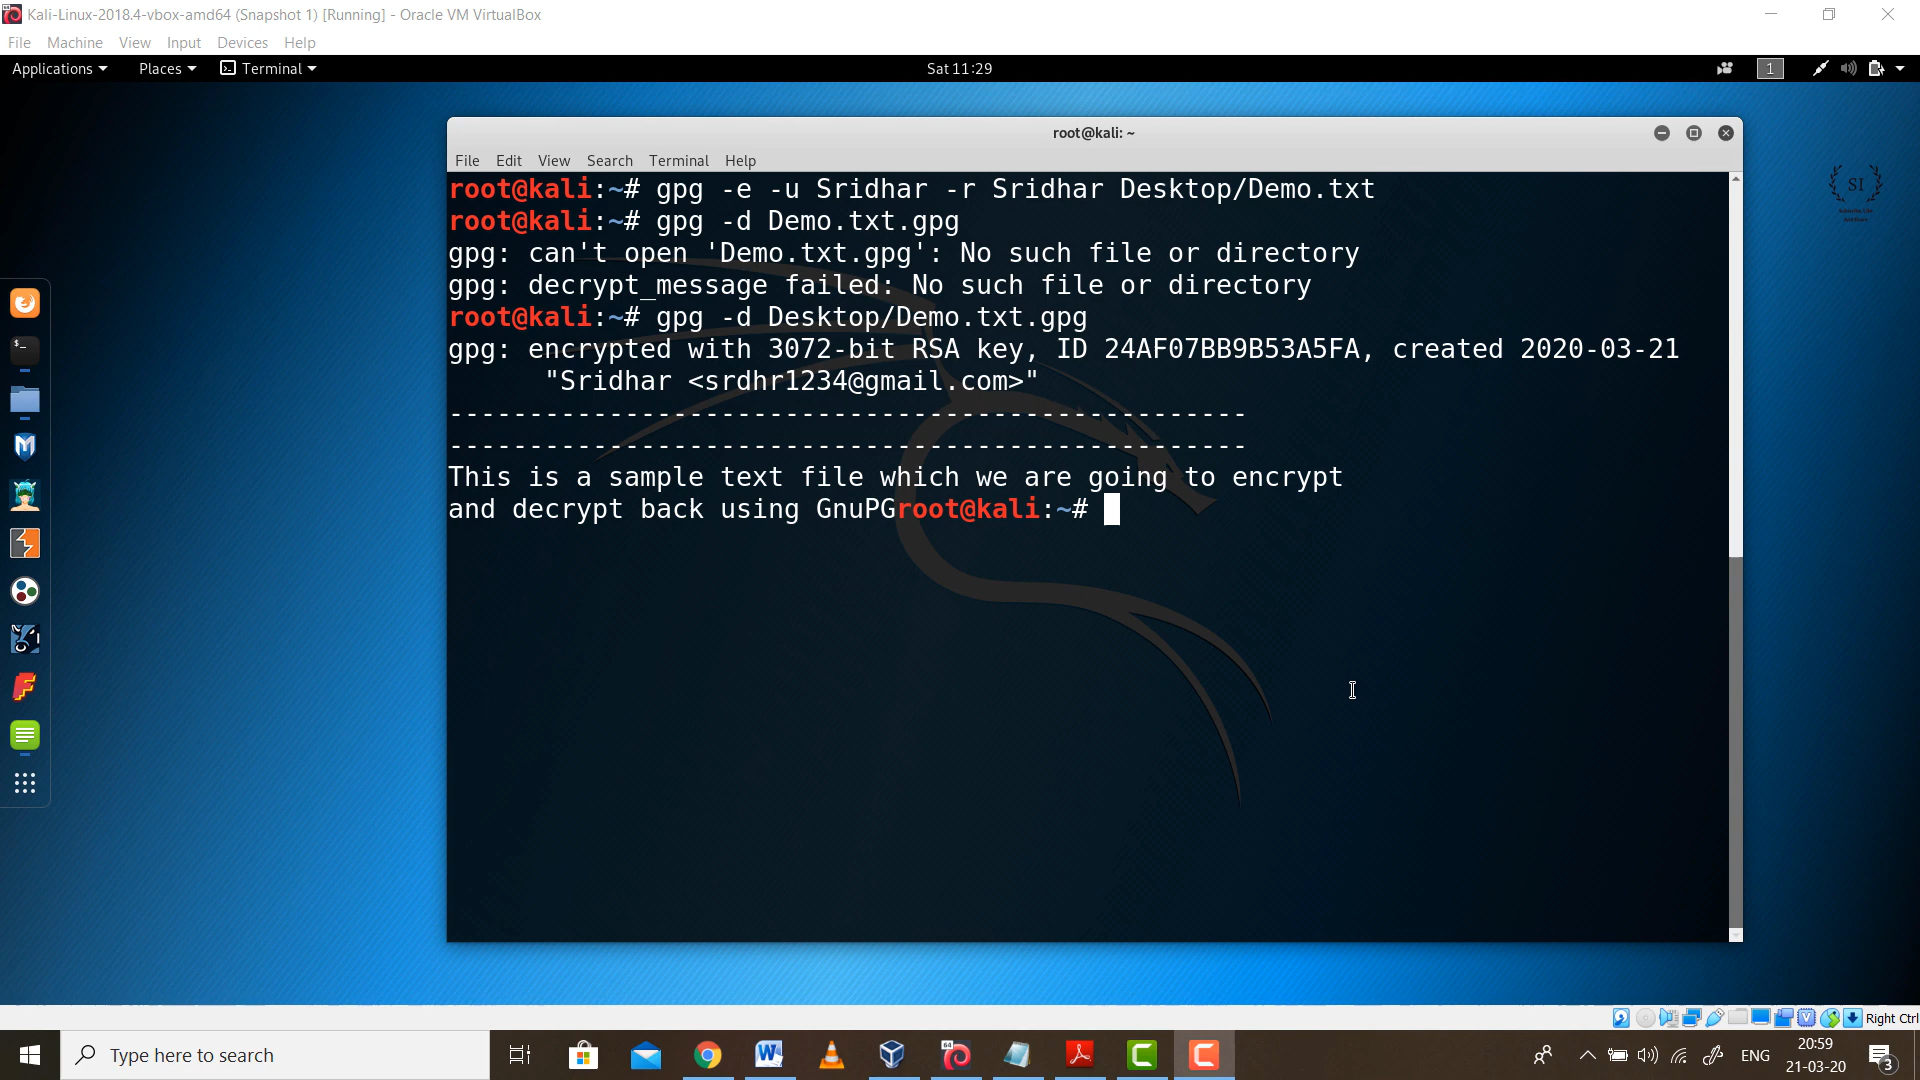 Kali-Linux-2018.4-vbox-amd64 (Snapshot 1) [Running] - Oracle VM VirtualBox
File Machine View Input Devices Help
Applications Places Terminal Sat 11:29 1
root@kali: ~
File Edit View Search Terminal Help
root@kali:~# gpg -e -u Sridhar -r Sridhar Desktop/Demo.txt
root@kali:~# gpg -d Demo.txt.gpg
gpg: can't open 'Demo.txt.gpg': No such file or directory
gpg: decrypt_message failed: No such file or directory
root@kali:~# gpg -d Desktop/Demo.txt.gpg
gpg: encrypted with 3072-bit RSA key, ID 24AF07BB9B53A5FA, created 2020-03-21
"Sridhar <srdhr1234@gmail.com>"
--------------------------------------------------
--------------------------------------------------
This is a sample text file which we are going to encrypt
and decrypt back using GnuPGroot@kali:~#
SI
Right Ctrl
Type here to search
ENG
20:59
21-03-20
3